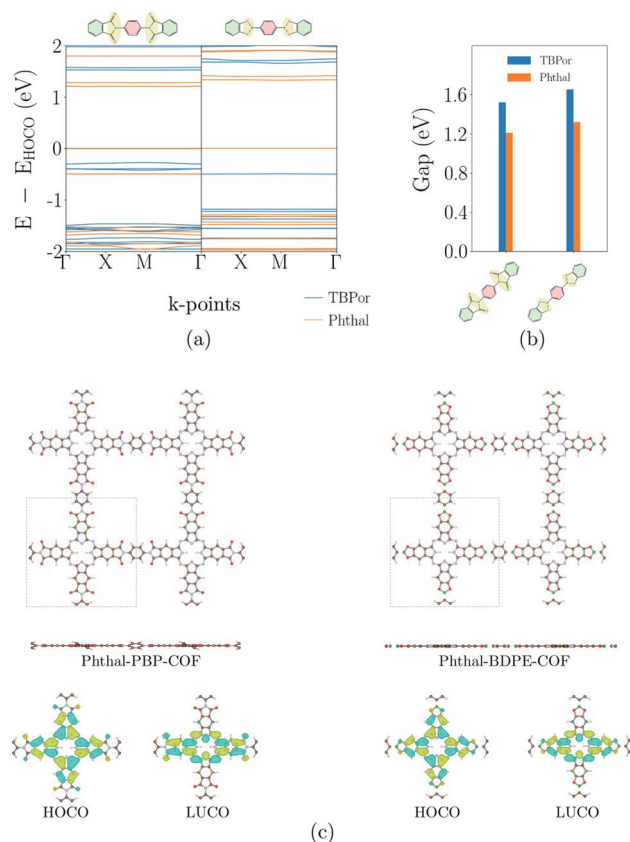 2
1
0
-1
-2
E − E_HOCO (eV)
Γ X M Γ X M Γ
k-points
TBPor
Phthal
(a)
TBPor
Phthal
1.6
1.2
0.8
0.4
0.0
Gap (eV)
(b)
Phthal-PBP-COF
Phthal-BDPE-COF
HOCO LUCO HOCO LUCO
(c)